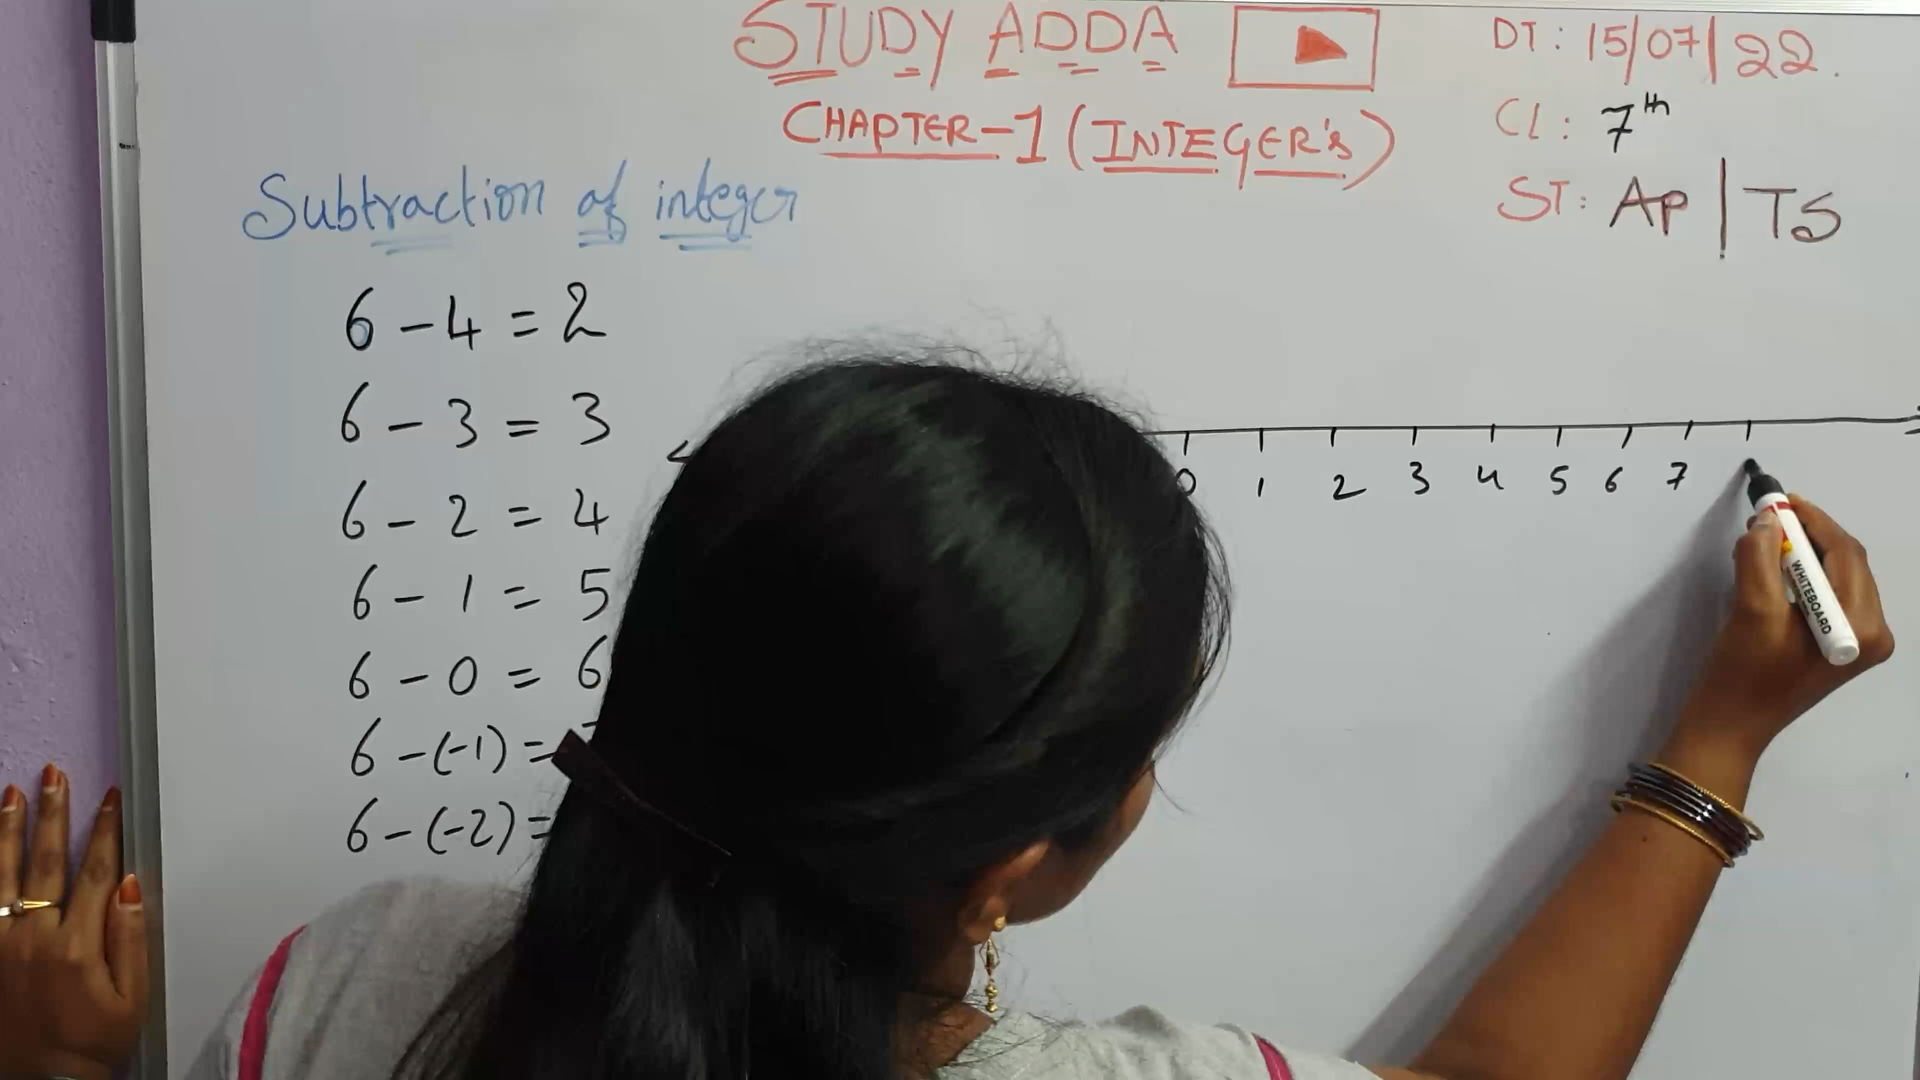 STUDY ADDA
CHAPTER-1 (INTEGER's)
DT: 15/07/22.
Cl: 7th
ST: AP | TS
Subtraction of integer
6 - 4 = 2
6 - 3 = 3
6 - 2 = 4
6 - 1 = 5
6 - 0 = 6
6 - (-1) =
6 - (-2) =
0 1 2 3 4 5 6 7
WHITEBOARD